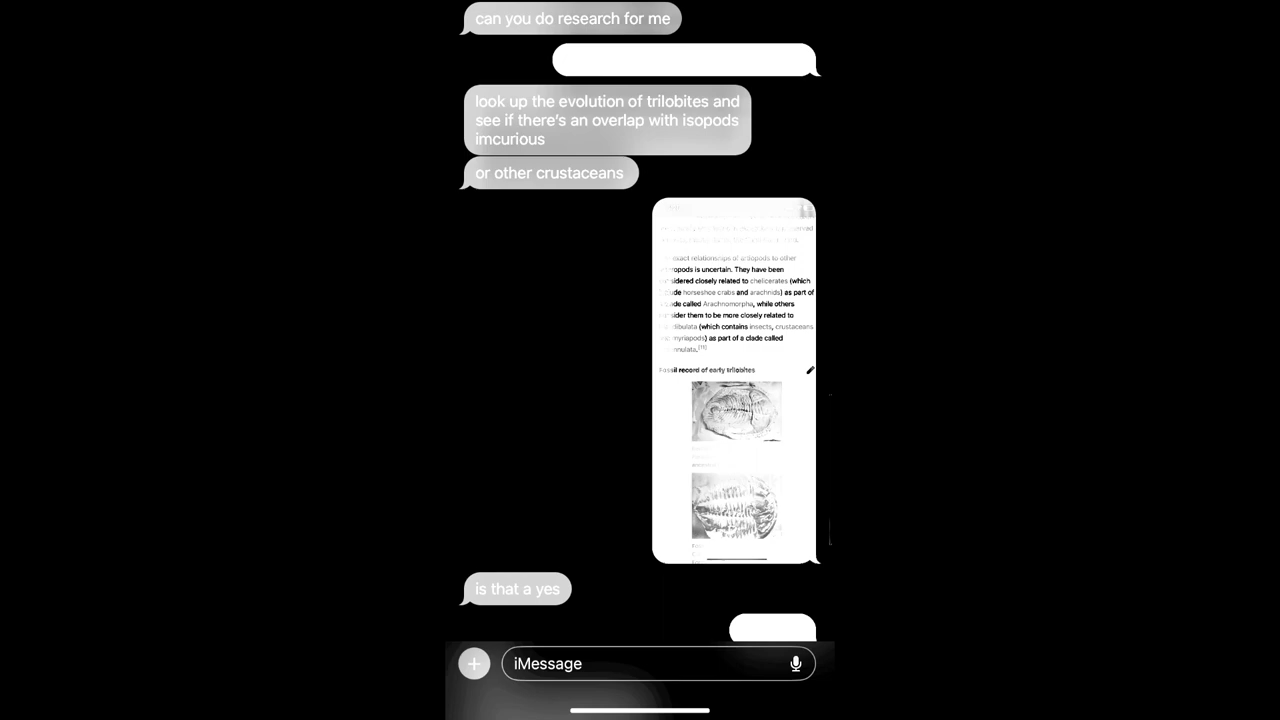 can you do research for me
look up the evolution of trilobites and
see if there's an overlap with isopods
imcurious
or other crustaceans
exact relationships of artiopods to other
is uncertain. They have been
closely related to chelicerates (which
horseshoe crabs and arachnids) as part of
called Arachnomorpha, while others
them to be more closely related to
(which contains insects, crustaceans
myriapods) as part of a clade called
[11]
Fossil record of early trilobites
is that a yes
iMessage